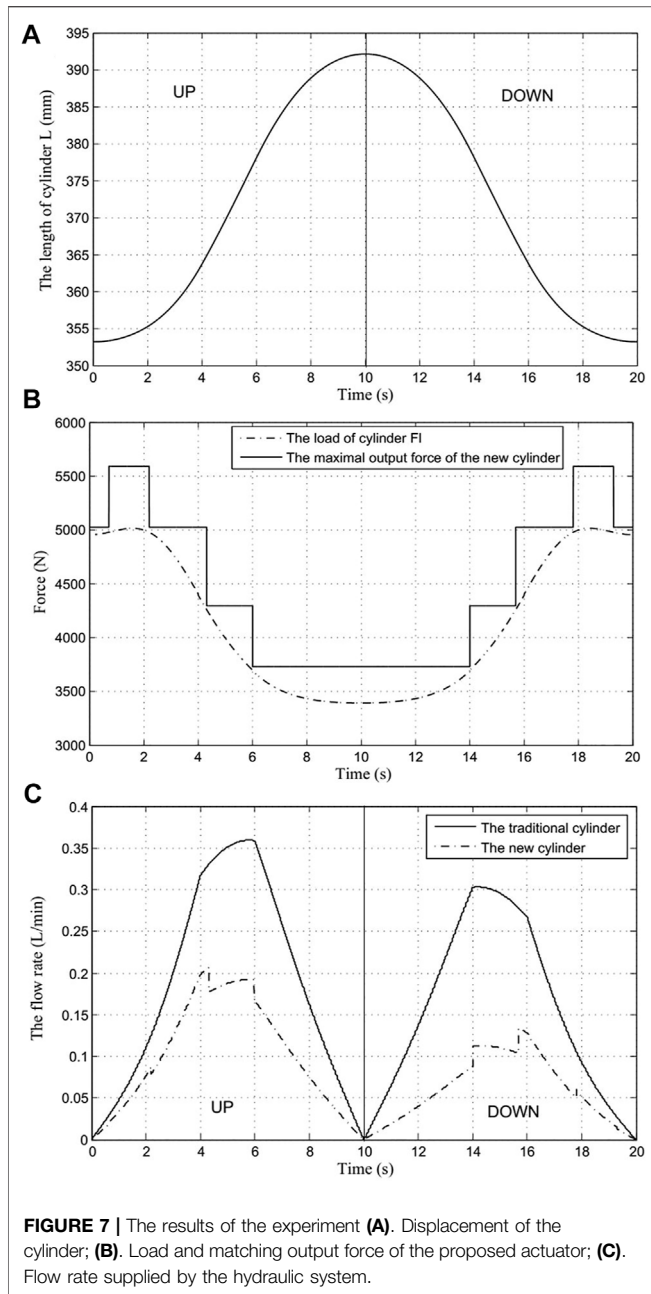 A
395
390
385
380
375
370
365
360
355
350
The length of cylinder L (mm)
UP
DOWN
0 2 4 6 8 10 12 14 16 18 20
Time (s)
B
6000
5500
5000
4500
4000
3500
3000
Force (N)
The load of cylinder Fl
The maximal output force of the new cylinder
0 2 4 6 8 10 12 14 16 18 20
Time (s)
C
0.4
0.35
0.3
0.25
0.2
0.15
0.1
0.05
0
The flow rate (L/min)
The traditional cylinder
The new cylinder
UP
DOWN
0 2 4 6 8 10 12 14 16 18 20
Time (s)
FIGURE 7 | The results of the experiment (A). Displacement of the
cylinder; (B). Load and matching output force of the proposed actuator; (C).
Flow rate supplied by the hydraulic system.